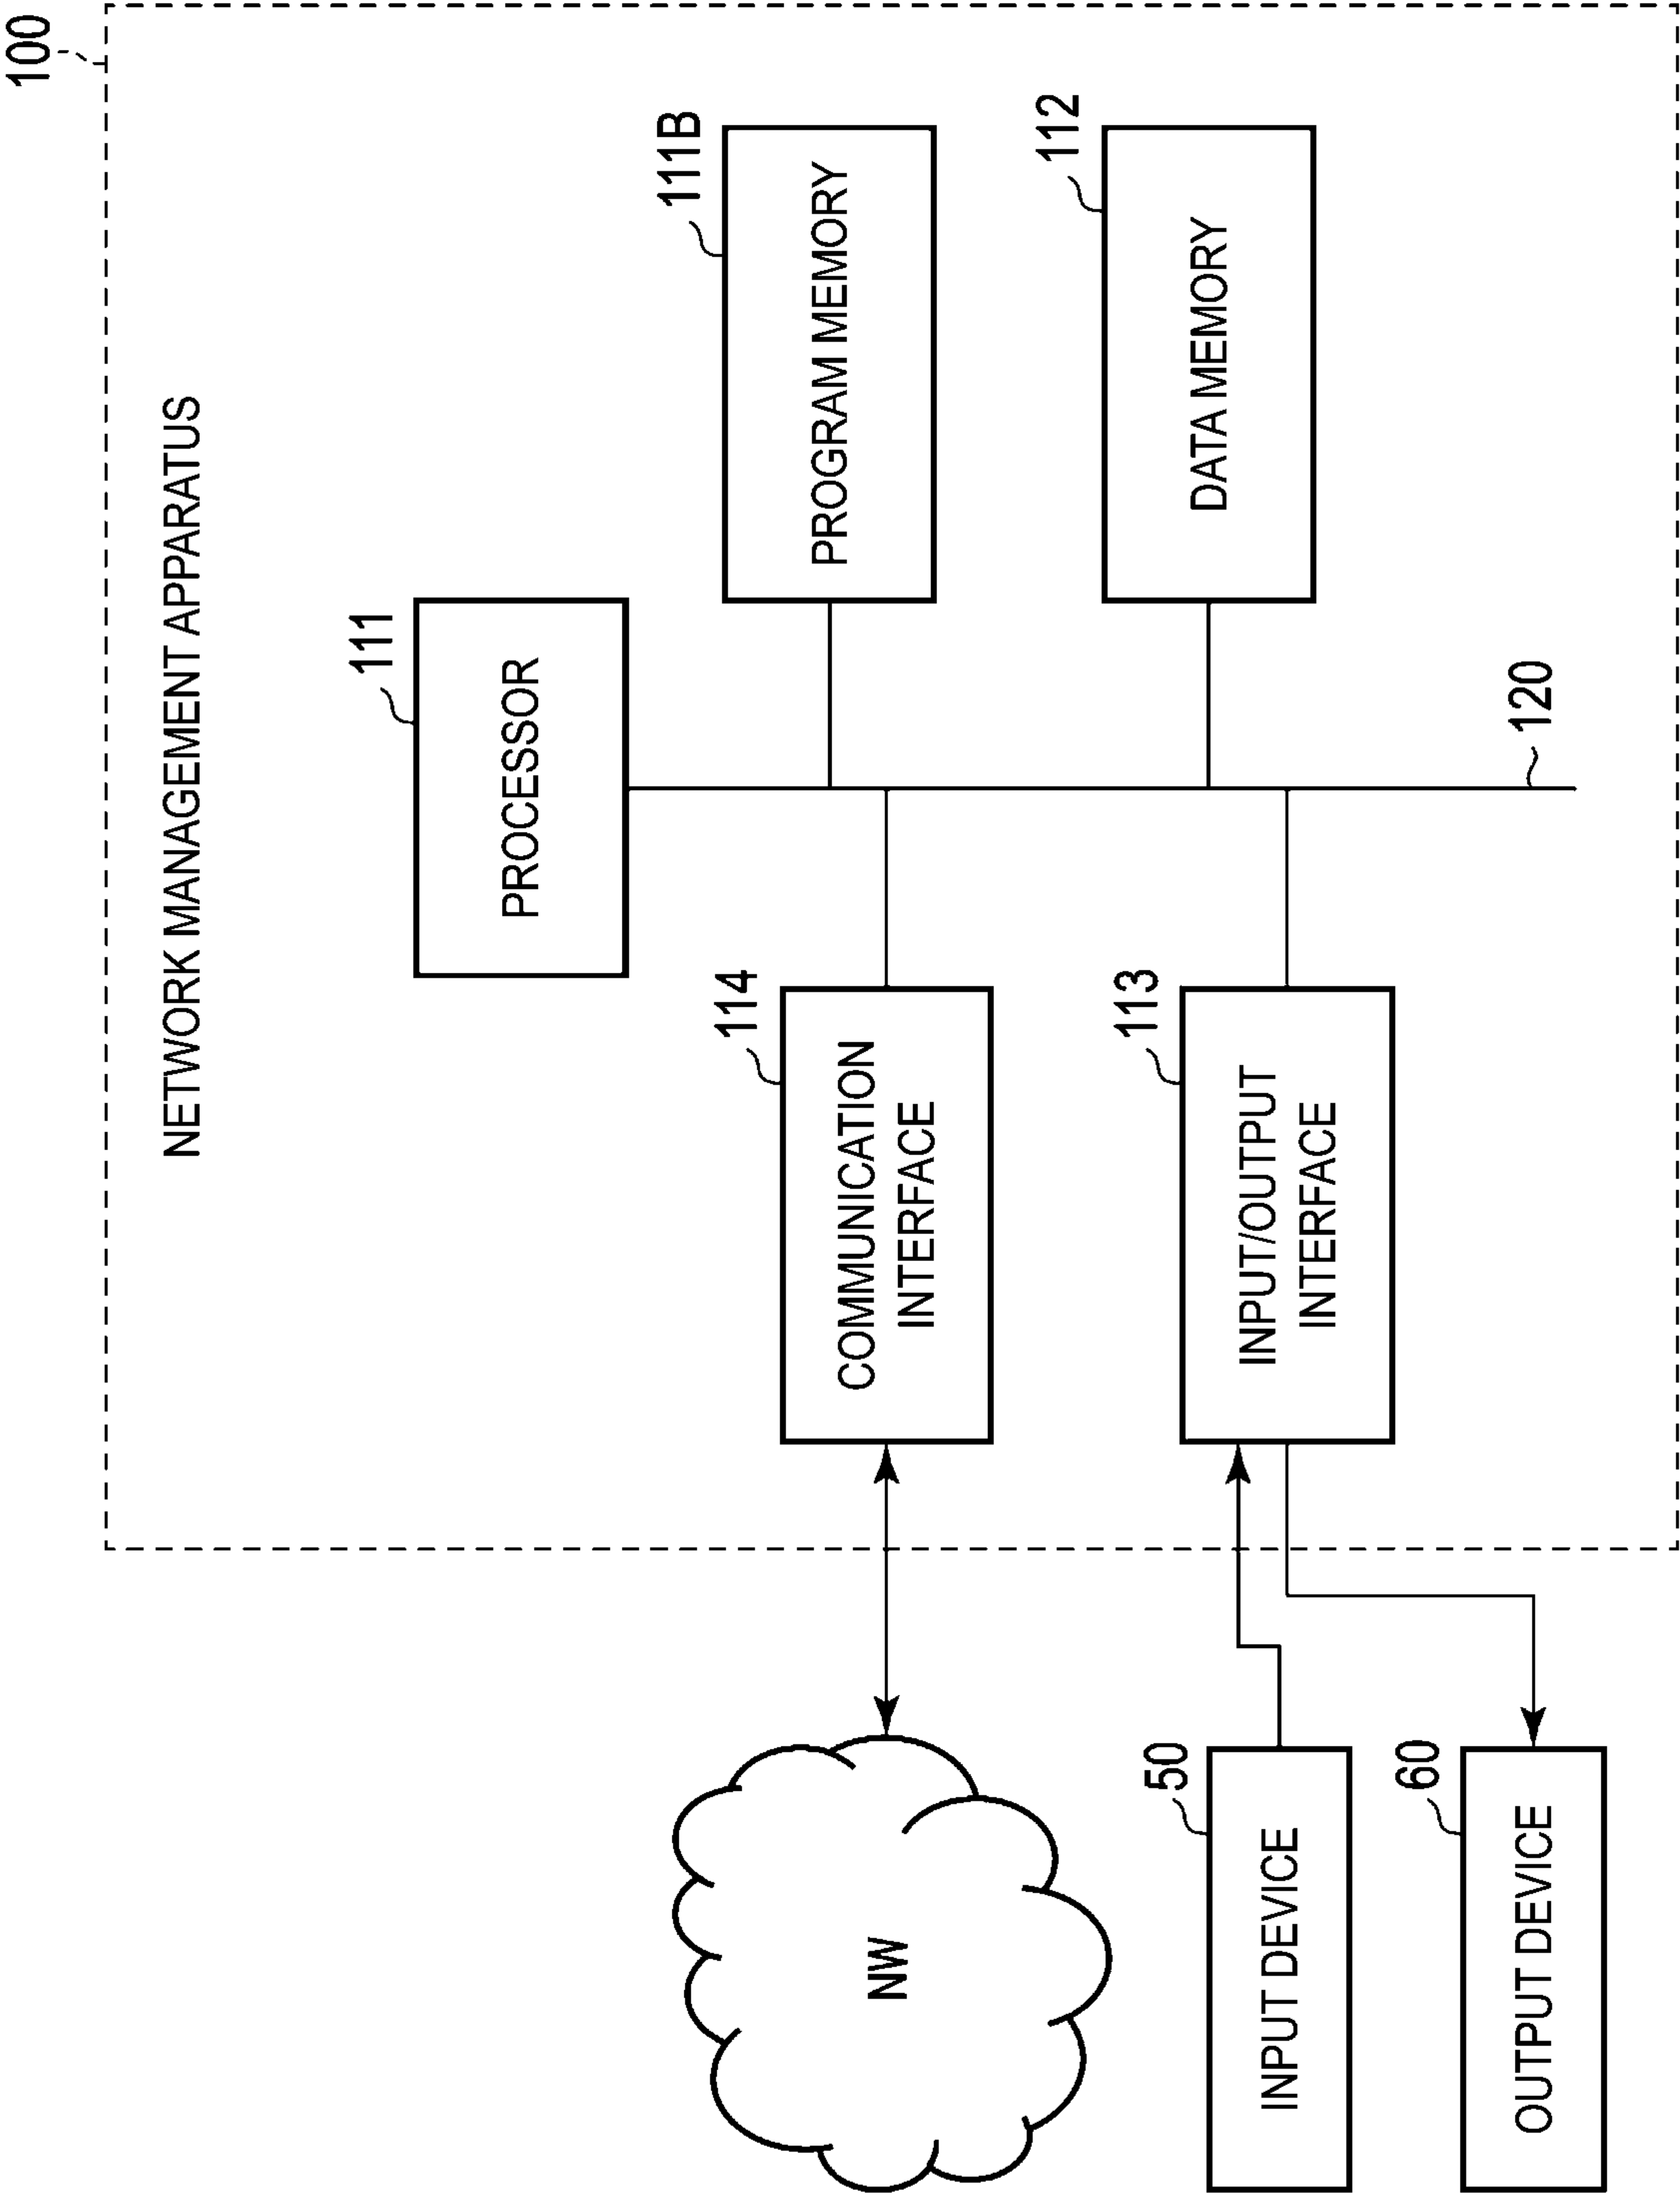 100
NETWORK MANAGEMENT APPARATUS
111
PROCESSOR
114
COMMUNICATION
INTERFACE
111B
PROGRAM MEMORY
NW
113
INPUT/OUTPUT
INTERFACE
112
DATA MEMORY
50
INPUT DEVICE
60
OUTPUT DEVICE
120